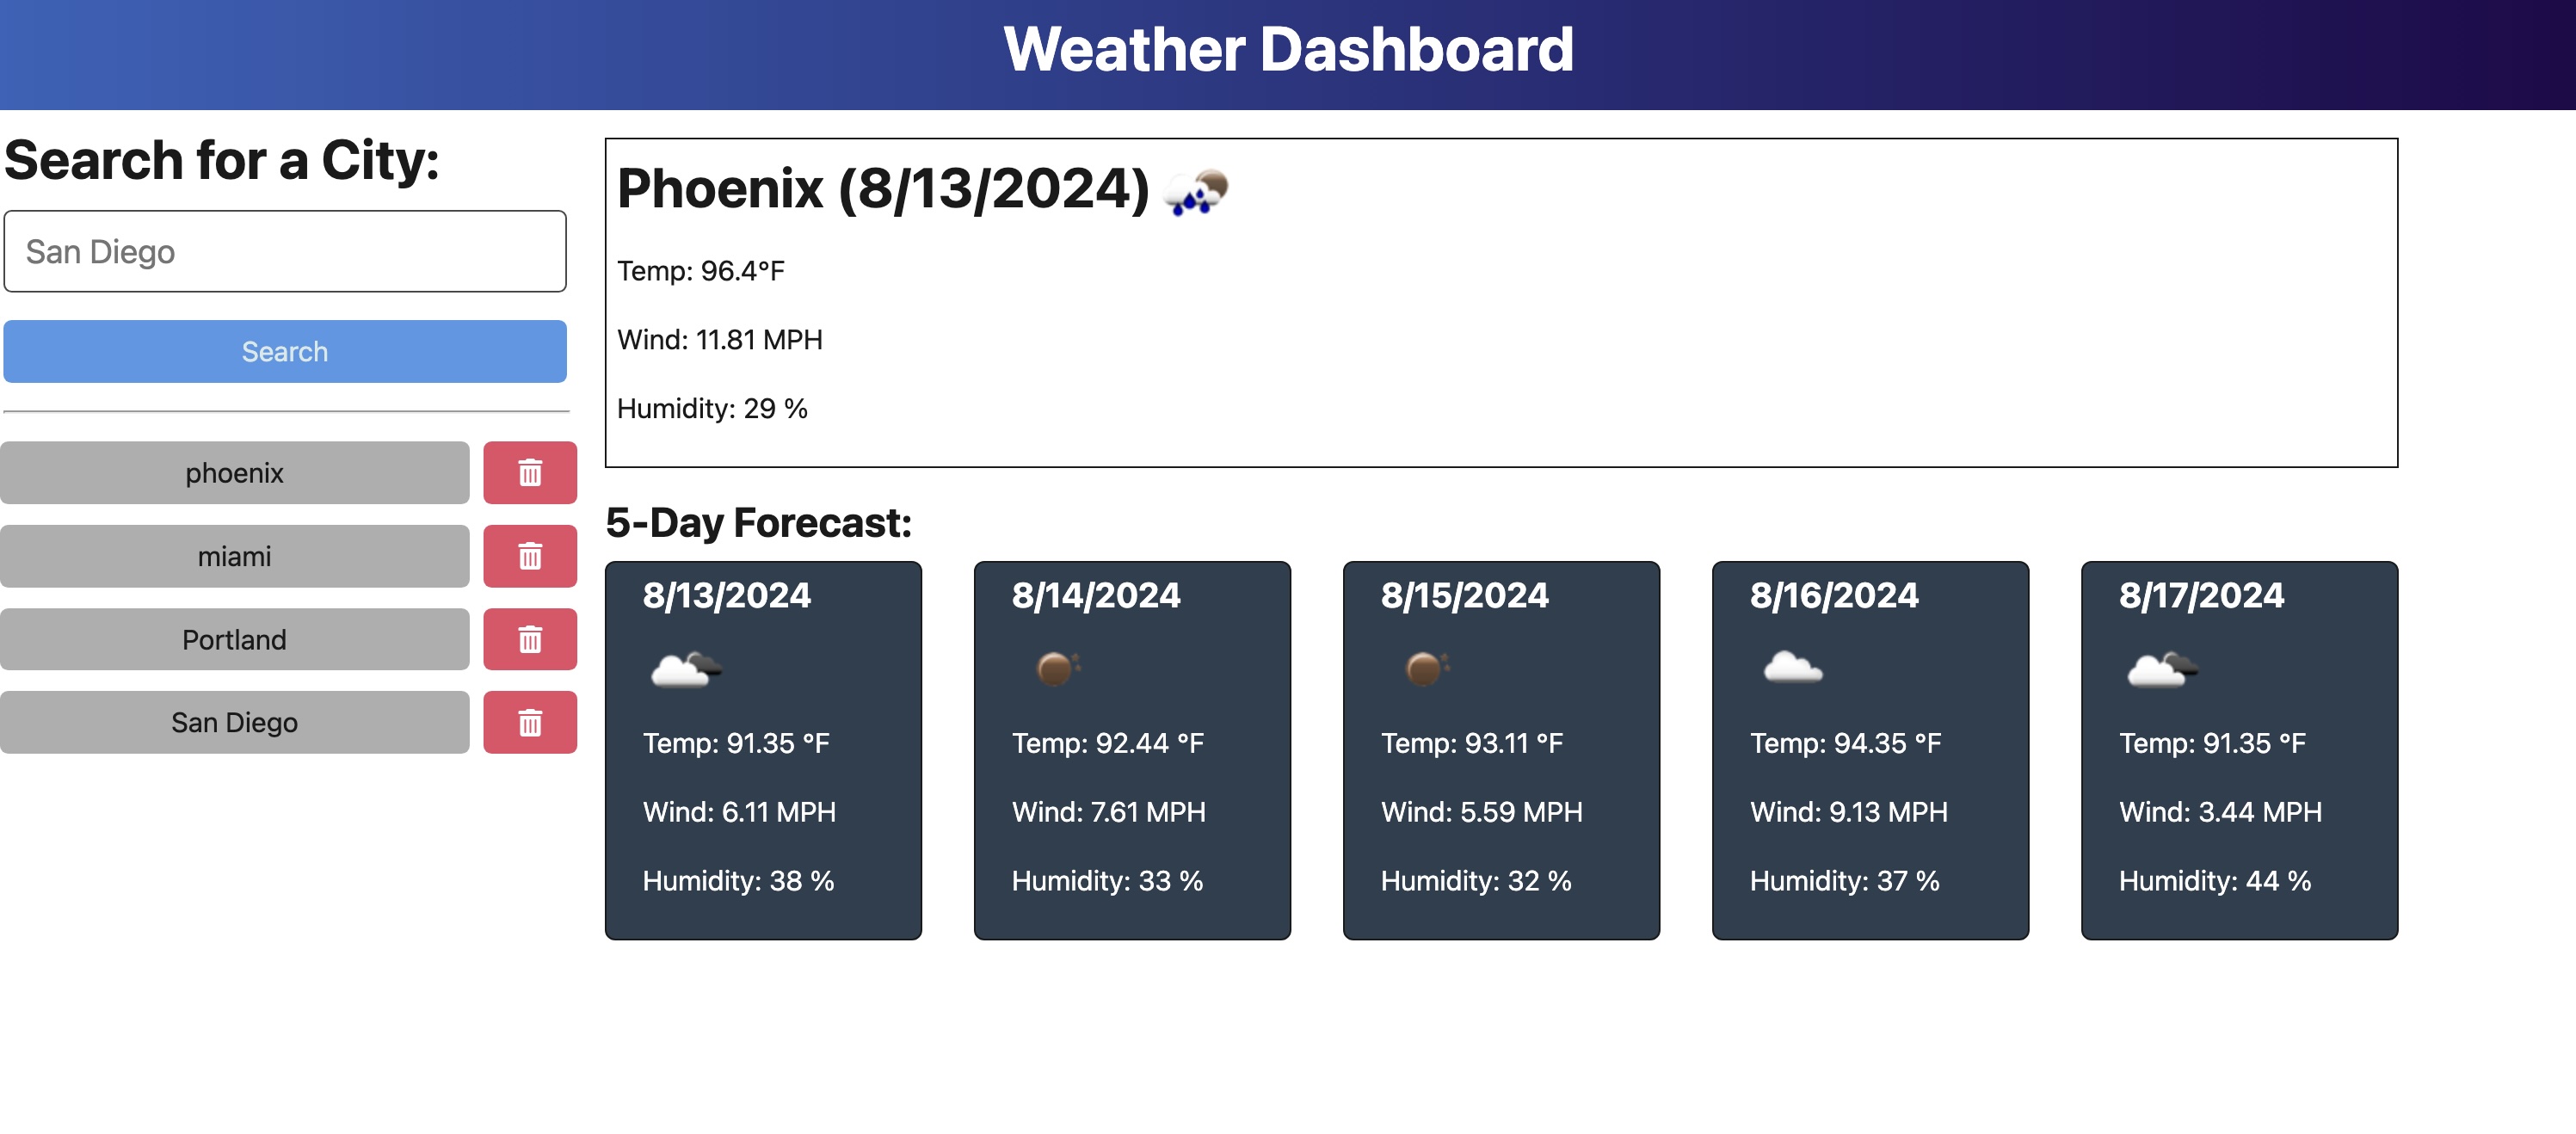 Weather Dashboard
Search for a City:
San Diego
Search
phoenix
miami
Portland
San Diego
Phoenix (8/13/2024)
Temp: 96.4°F
Wind: 11.81 MPH
Humidity: 29 %
5-Day Forecast:
8/13/2024
Temp: 91.35 °F
Wind: 6.11 MPH
Humidity: 38 %
8/14/2024
Temp: 92.44 °F
Wind: 7.61 MPH
Humidity: 33 %
8/15/2024
Temp: 93.11 °F
Wind: 5.59 MPH
Humidity: 32 %
8/16/2024
Temp: 94.35 °F
Wind: 9.13 MPH
Humidity: 37 %
8/17/2024
Temp: 91.35 °F
Wind: 3.44 MPH
Humidity: 44 %